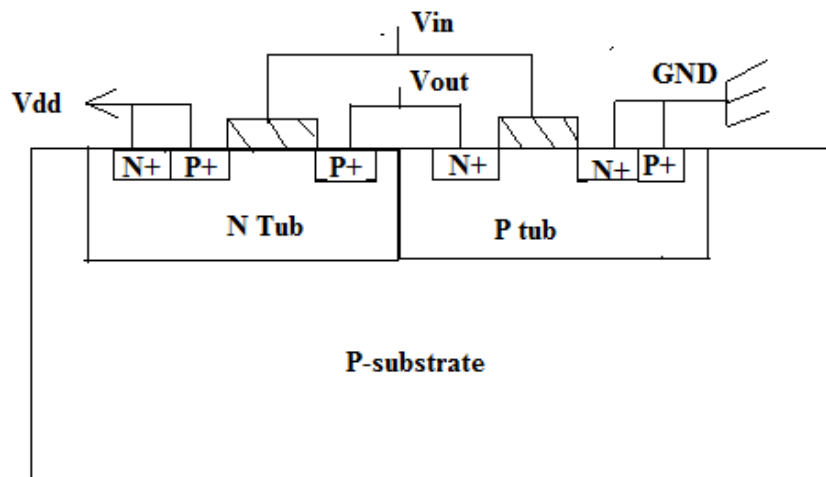 Vin
GND
Vdd
Vout
N+ P+ P+ N+ N+ P+
N Tub P tub
P-substrate